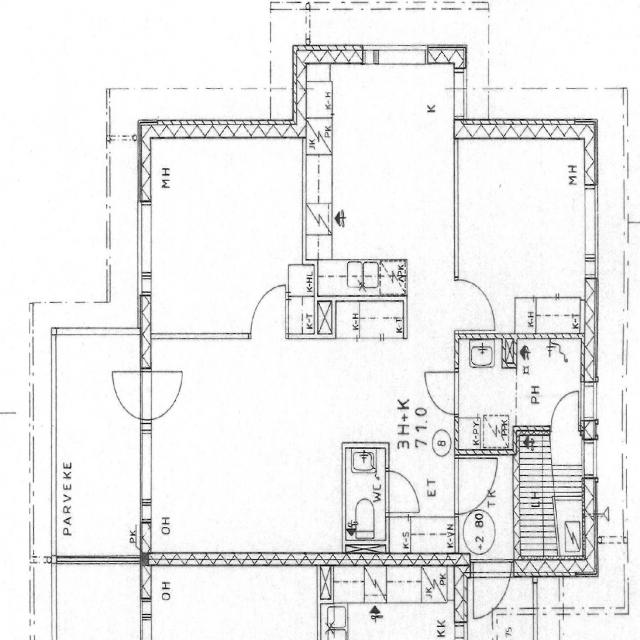 K-H
PK
JK
K
MH
MH
K-HL
K-T
K-H
K-T
PK
K-H
K-T
PH
3H+K
71.0
8
K-PY
PPK
PARVEKE
WC
ET
TK
LH
+2 80
OH
PK
K-S
K-VN
OH
JK
PK
KK
75